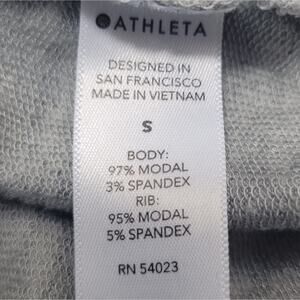 ATHLETA
DESIGNED IN
SAN FRANCISCO
MADE IN VIETNAM
S
BODY:
97% MODAL
3% SPANDEX
RIB:
95% MODAL
5% SPANDEX
RN 54023